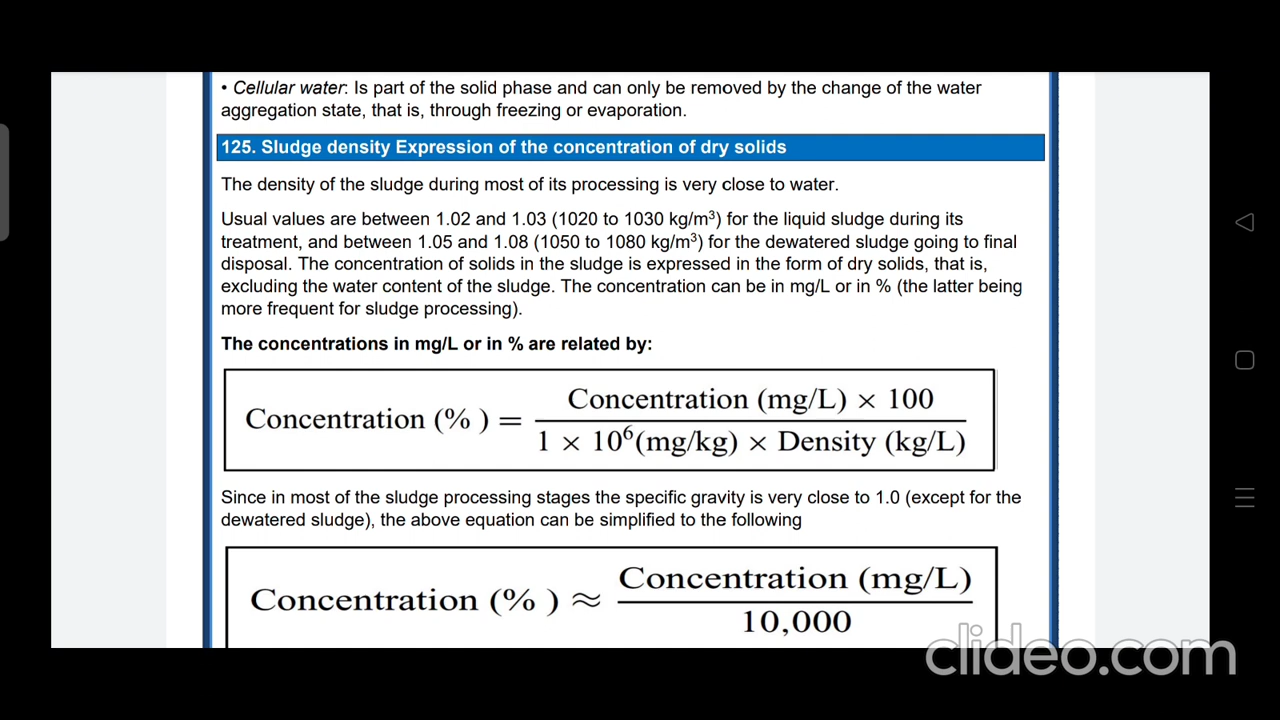 • Cellular water: Is part of the solid phase and can only be removed by the change of the water
aggregation state, that is, through freezing or evaporation.
125. Sludge density Expression of the concentration of dry solids
The density of the sludge during most of its processing is very close to water.
Usual values are between 1.02 and 1.03 (1020 to 1030 kg/m³) for the liquid sludge during its
treatment, and between 1.05 and 1.08 (1050 to 1080 kg/m³) for the dewatered sludge going to final
disposal. The concentration of solids in the sludge is expressed in the form of dry solids, that is,
excluding the water content of the sludge. The concentration can be in mg/L or in % (the latter being
more frequent for sludge processing).
The concentrations in mg/L or in % are related by:
Concentration (% ) = Concentration (mg/L) × 100
1 × 10⁶(mg/kg) × Density (kg/L)
Since in most of the sludge processing stages the specific gravity is very close to 1.0 (except for the
dewatered sludge), the above equation can be simplified to the following
Concentration (% ) ≈ Concentration (mg/L)
10,000
clideo.com